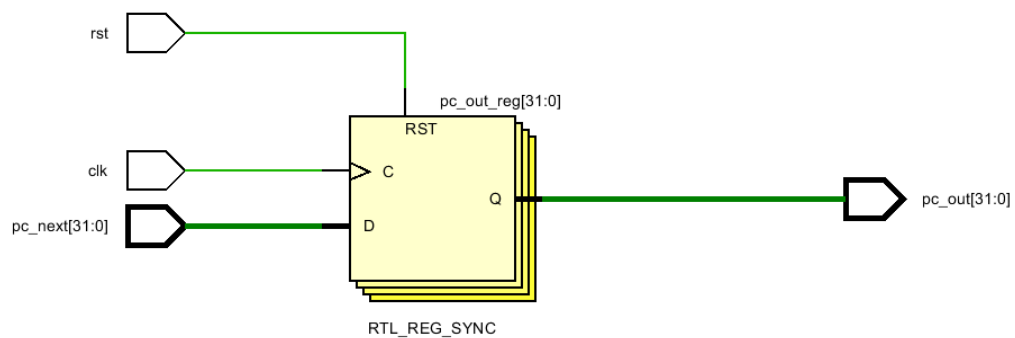 rst
pc_out_reg[31:0]
RST
clk
C
Q
pc_out[31:0]
pc_next[31:0]
D
RTL_REG_SYNC